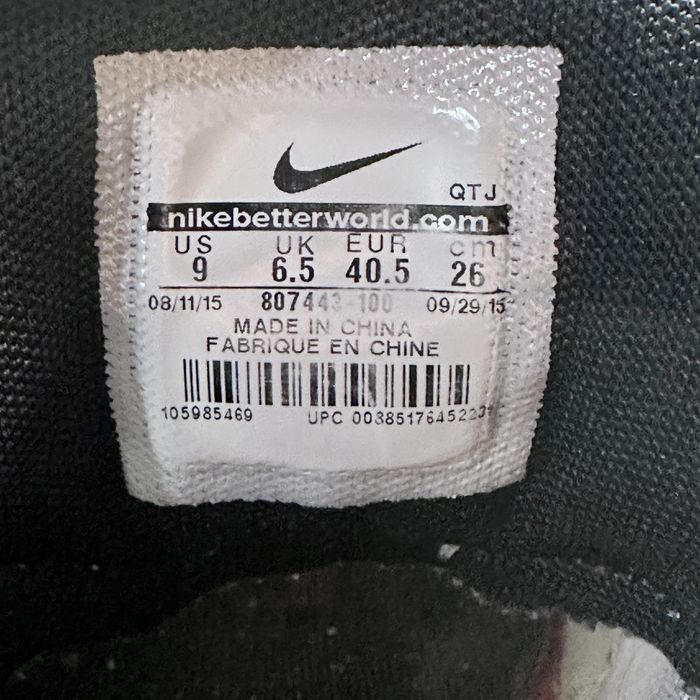 QTJ
nikebetterworld.com
US UK EUR cm
9 6.5 40.5 26
08/11/15 807443 100 09/29/15
MADE IN CHINA
FABRIQUE EN CHINE
105985469 UPC